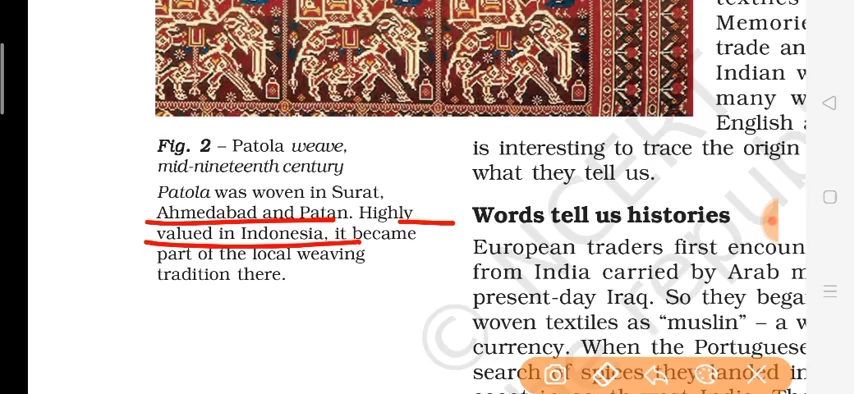 textiles
Memorie
trade an
Indian w
many w
English a
Fig. 2 – Patola weave,
mid-nineteenth century
Patola was woven in Surat,
Ahmedabad and Patan. Highly
valued in Indonesia, it became
part of the local weaving
tradition there.
is interesting to trace the origin
what they tell us.
Words tell us histories
European traders first encoun
from India carried by Arab m
present-day Iraq. So they bega
woven textiles as “muslin” – a w
currency. When the Portuguese
search of spices they landed in
© NCERT
republ